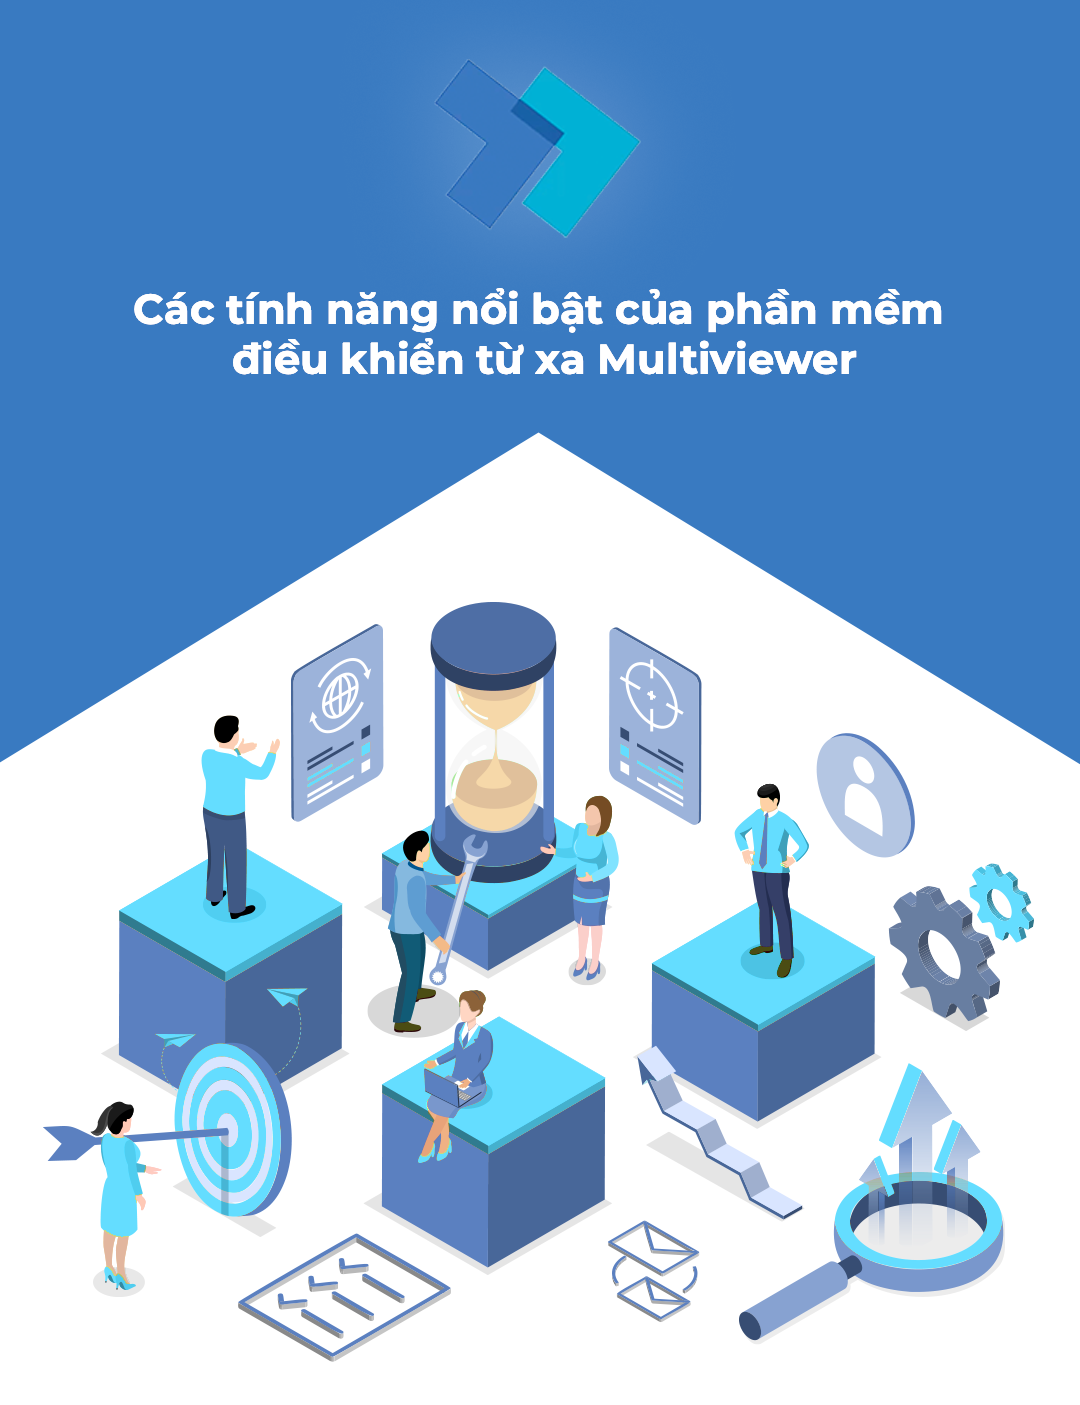 Các tính năng nổi bật của phần mềm
điều khiển từ xa Multiviewer